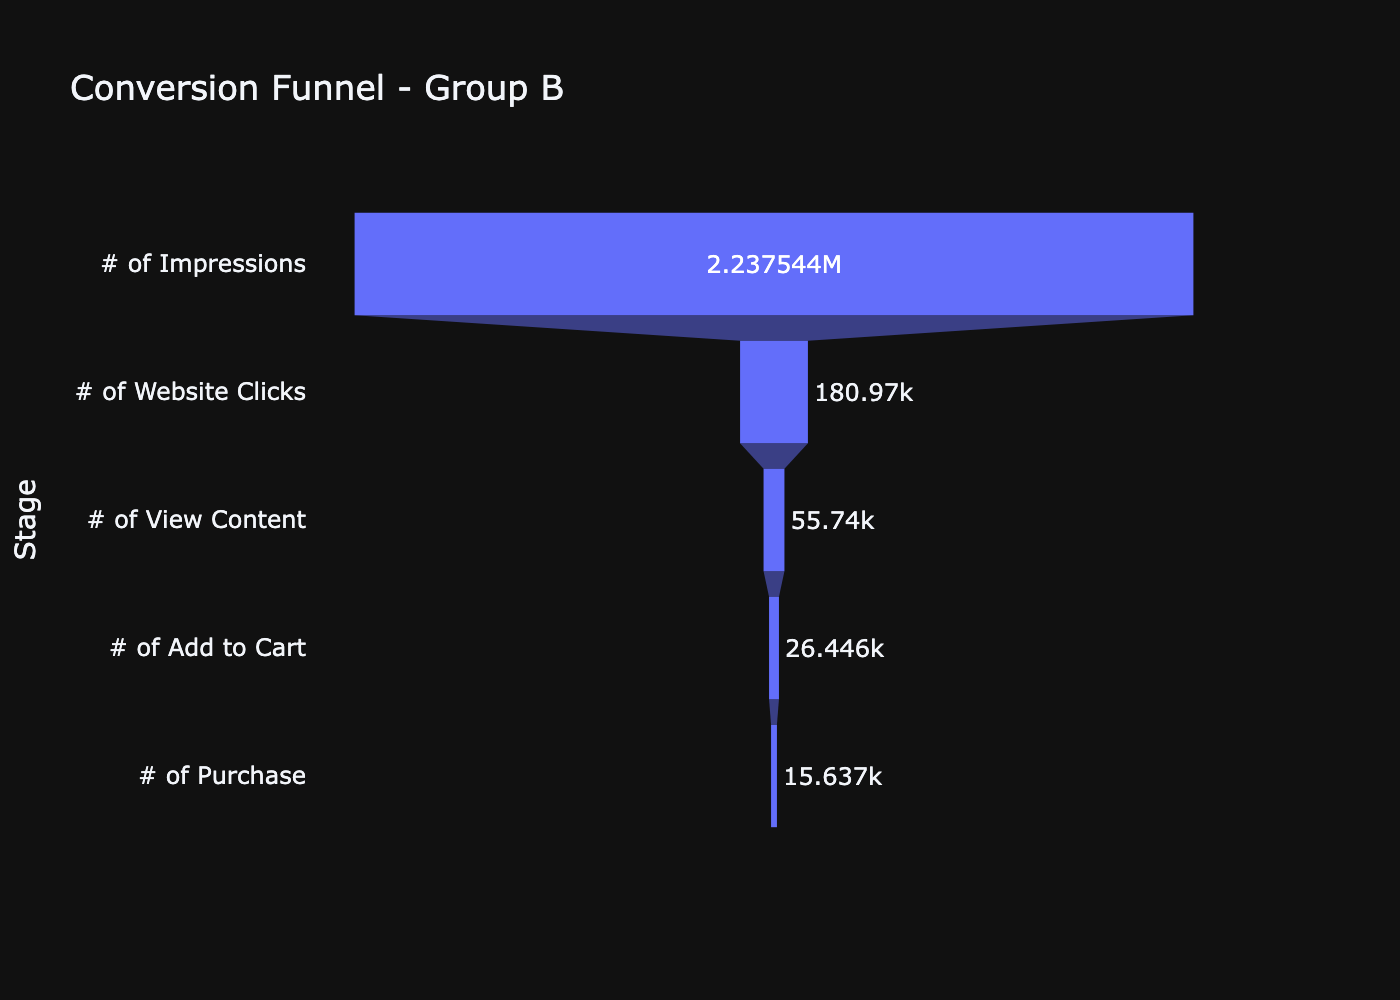 Conversion Funnel - Group B
# of Impressions
2.237544M
# of Website Clicks
180.97k
# of View Content
55.74k
# of Add to Cart
26.446k
# of Purchase
15.637k
Stage